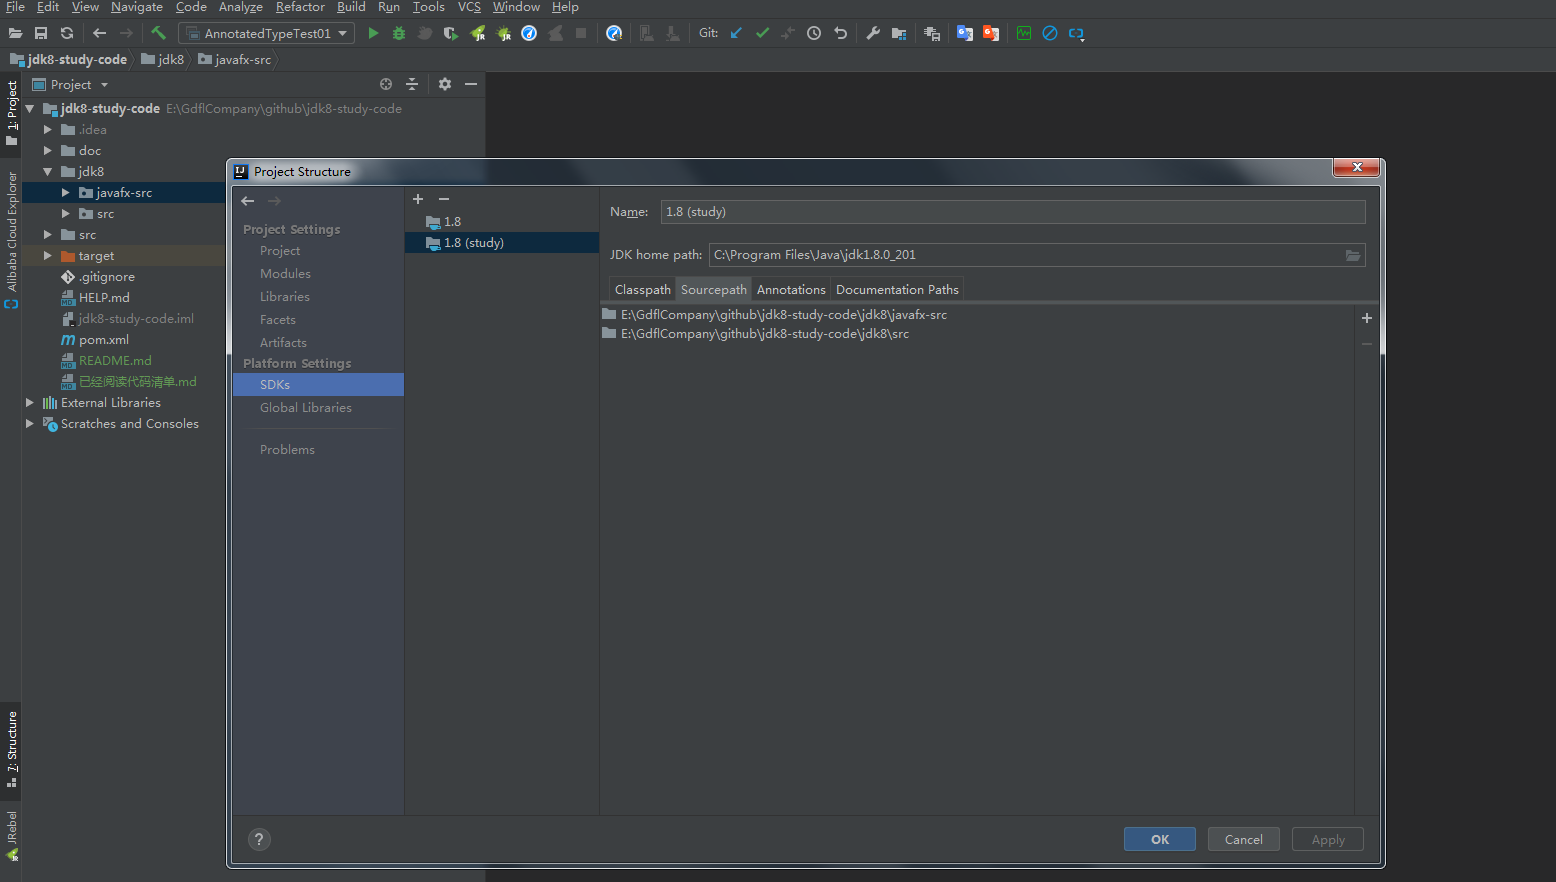 File Edit View Navigate Code Analyze Refactor Build Run Tools VCS Window Help
AnnotatedTypeTest01
Git:
jdk8-study-code jdk8 javafx-src
1: Project
Alibaba Cloud Explorer
7: Structure
JRebel
Project
jdk8-study-code E:\GdflCompany\github\jdk8-study-code
.idea
doc
jdk8
javafx-src
src
src
target
.gitignore
HELP.md
jdk8-study-code.iml
pom.xml
README.md
已经阅读代码清单.md
External Libraries
Scratches and Consoles
Project Structure
Project Settings
Project
Modules
Libraries
Facets
Artifacts
Platform Settings
SDKs
Global Libraries
Problems
1.8
1.8 (study)
Name: 1.8 (study)
JDK home path: C:\Program Files\Java\jdk1.8.0_201
Classpath Sourcepath Annotations Documentation Paths
E:\GdflCompany\github\jdk8-study-code\jdk8\javafx-src
E:\GdflCompany\github\jdk8-study-code\jdk8\src
?
OK Cancel Apply